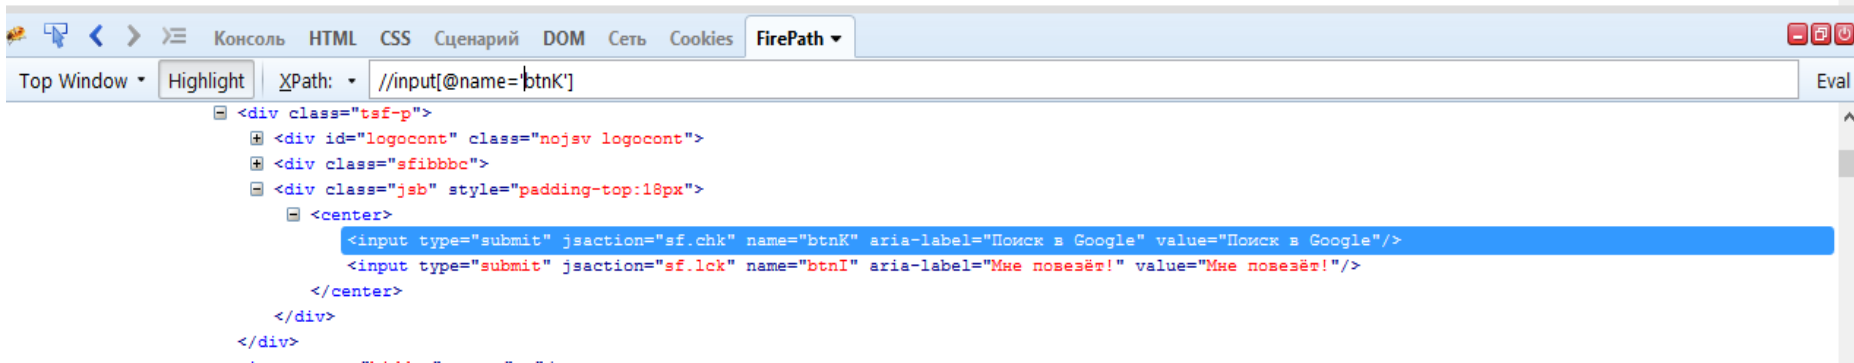 Консоль HTML CSS Сценарий DOM Сеть Cookies FirePath
Top Window Highlight XPath: //input[@name='btnK'] Eval
<div class="tsf-p">
<div id="logocont" class="nojsv logocont">
<div class="sfibbbc">
<div class="jsb" style="padding-top:18px">
<center>
<input type="submit" jsaction="sf.chk" name="btnK" aria-label="Поиск в Google" value="Поиск в Google"/>
<input type="submit" jsaction="sf.lck" name="btnI" aria-label="Мне повезёт!" value="Мне повезёт!"/>
</center>
</div>
</div>